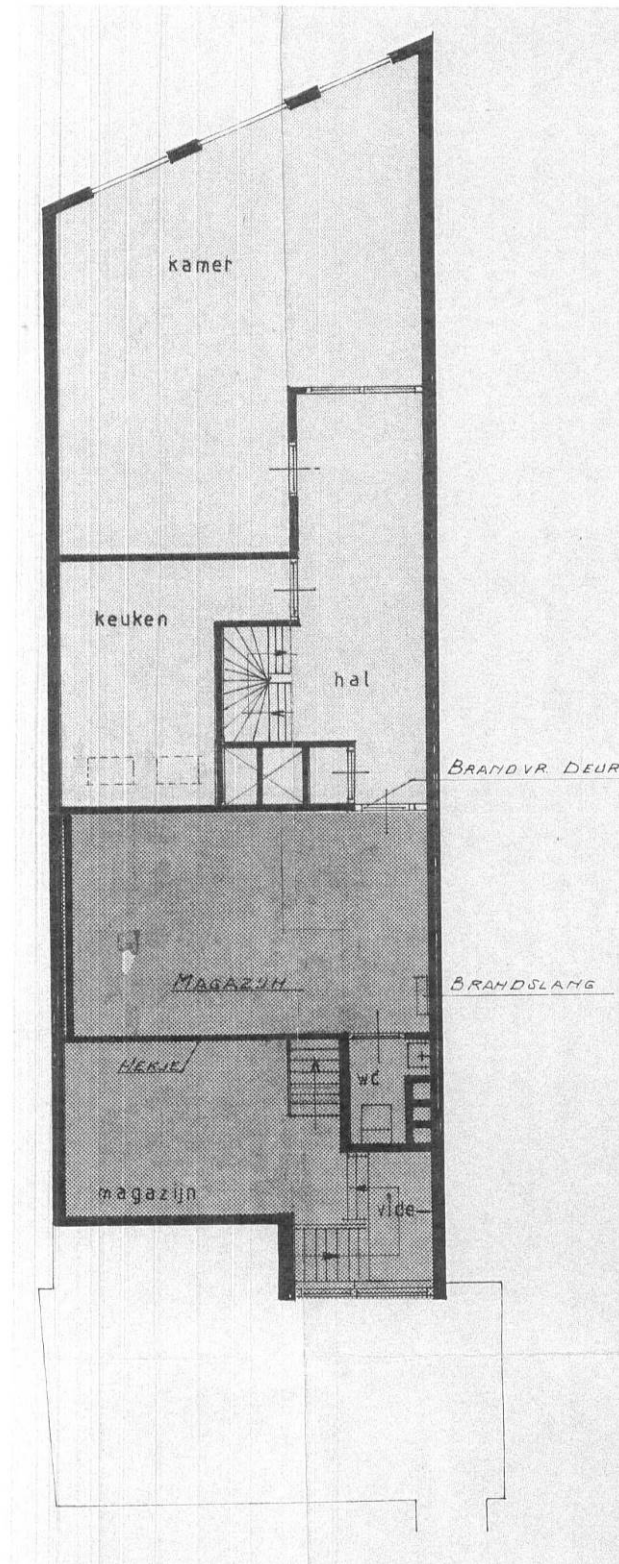 kamer
keuken
hal
BRANDVR. DEUR
MAGAZIJN
BRANDSLANG
HEKJE
wc
magazijn
vide